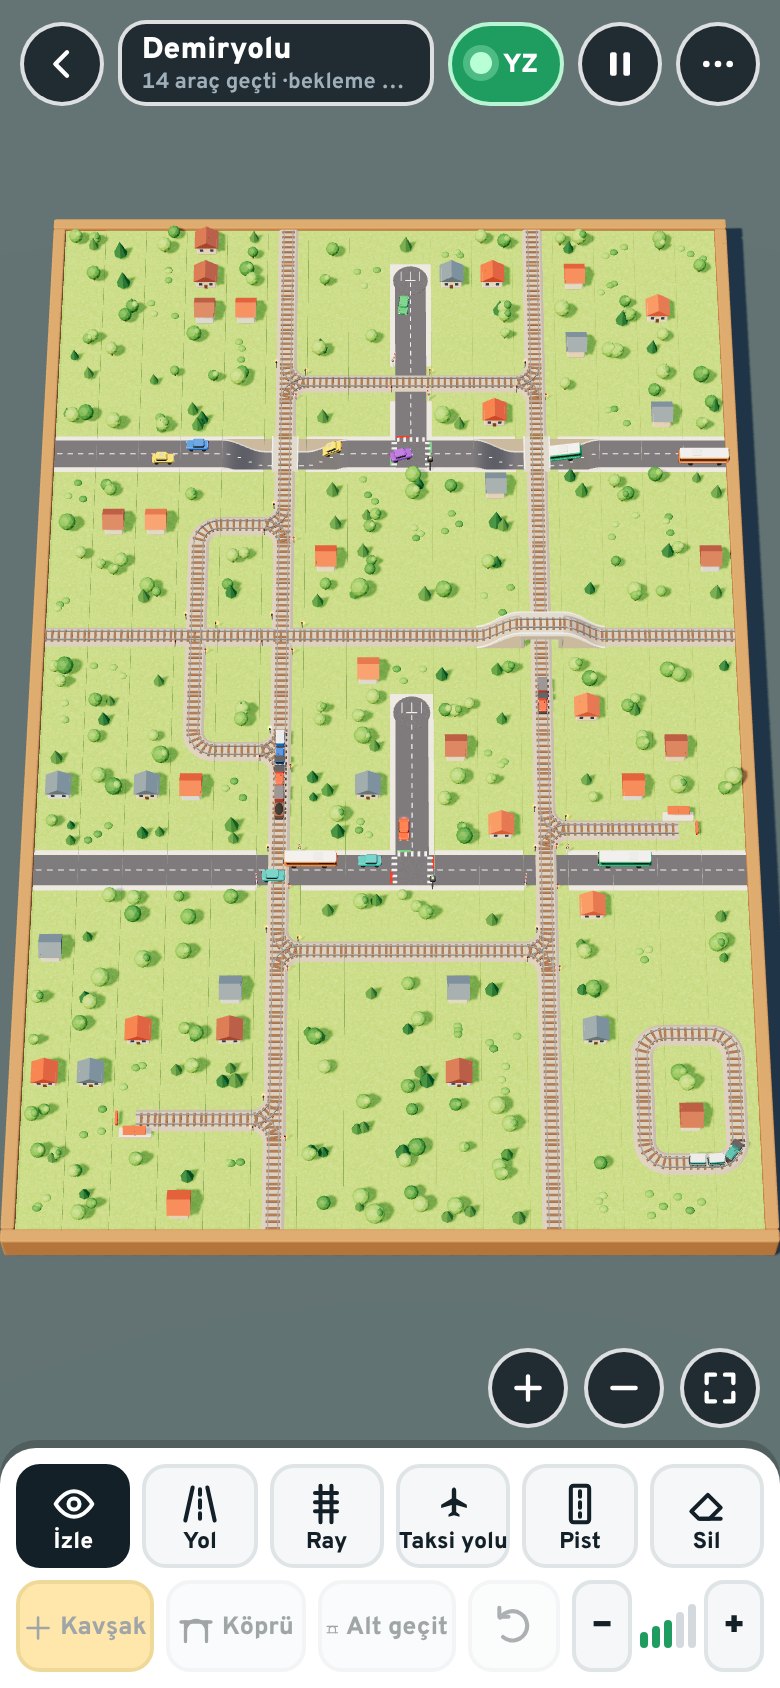 Demiryolu
14 araç geçti ·bekleme ...
YZ
İzle
Yol
Ray
Taksi yolu
Pist
Sil
Kavşak
Köprü
Alt geçit